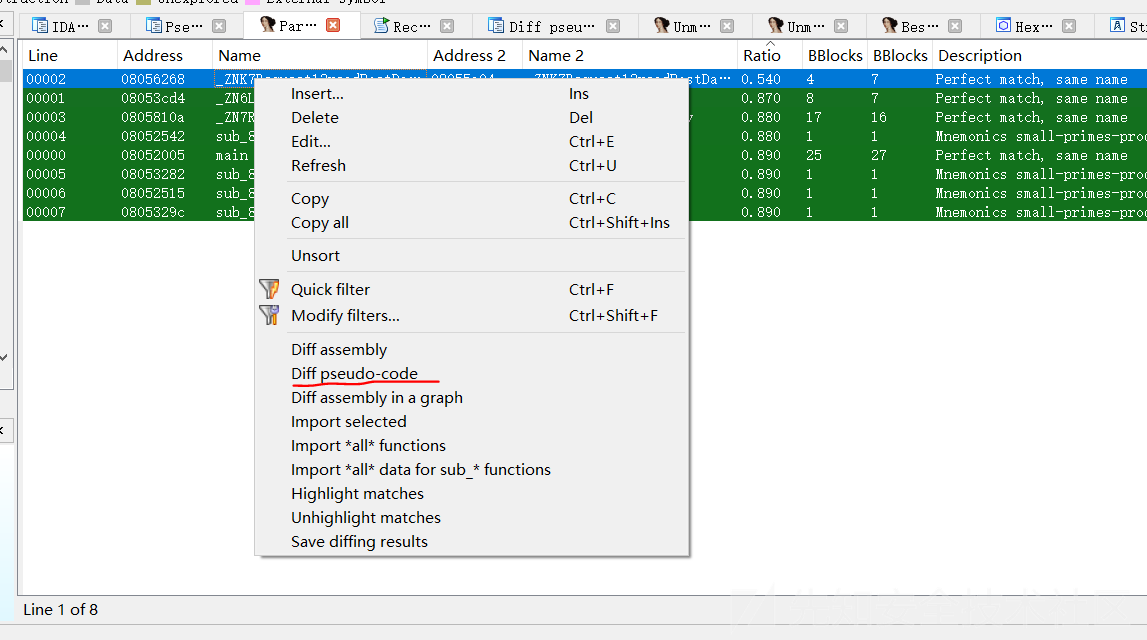 Data
Unexplored
External symbol
IDA··· Pse··· Par··· Rec··· Diff pseu··· Unm··· Unm··· Bes··· Hex···
Line Address Name Address 2 Name 2 Ratio BBlocks BBlocks Description
00002 08056268 0.540 4 7 Perfect match, same name
00001 08053cd4 _ZN6L 0.870 8 7 Perfect match, same name
00003 0805810a _ZN7R 0.880 17 16 Perfect match, same name
00004 08052542 sub_8 0.880 1 1 Mnemonics small-primes-pro
00000 08052005 main 0.890 25 27 Perfect match, same name
00005 08053282 sub_8 0.890 1 1 Mnemonics small-primes-pro
00006 08052515 sub_8 0.890 1 1 Mnemonics small-primes-pro
00007 0805329c sub_8 0.890 1 1 Mnemonics small-primes-pro
Insert... Ins
Delete Del
Edit... Ctrl+E
Refresh Ctrl+U
Copy Ctrl+C
Copy all Ctrl+Shift+Ins
Unsort
Quick filter Ctrl+F
Modify filters... Ctrl+Shift+F
Diff assembly
Diff pseudo-code
Diff assembly in a graph
Import selected
Import *all* functions
Import *all* data for sub_* functions
Highlight matches
Unhighlight matches
Save diffing results
Line 1 of 8